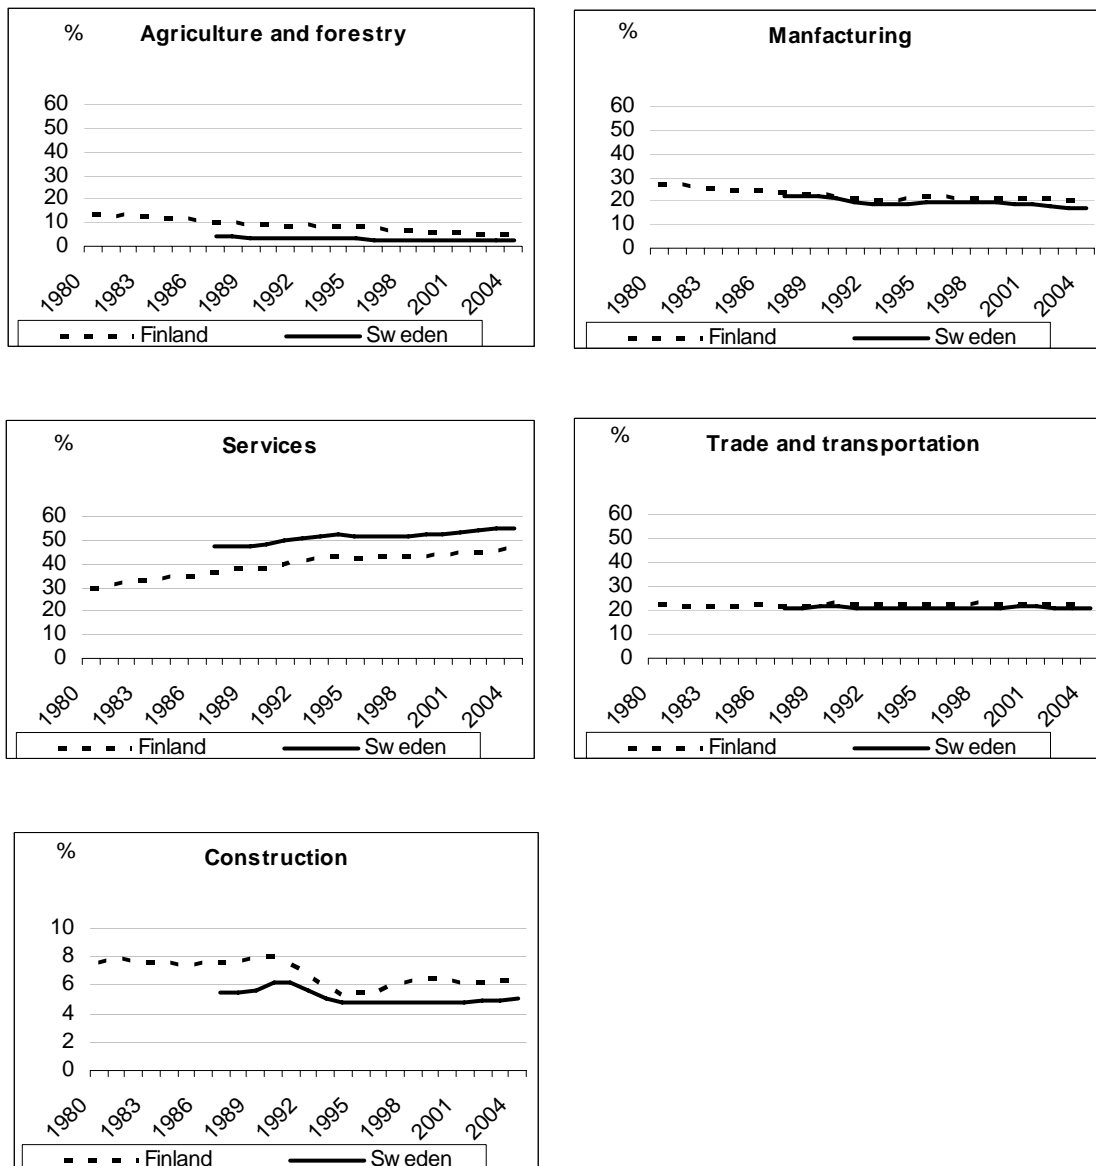 % Agriculture and forestry
60
50
40
30
20
10
0
1980 1983 1986 1989 1992 1995 1998 2001 2004
Finland Sw eden
% Manfacturing
60
50
40
30
20
10
0
1980 1983 1986 1989 1992 1995 1998 2001 2004
Finland Sw eden
% Services
60
50
40
30
20
10
0
1980 1983 1986 1989 1992 1995 1998 2001 2004
Finland Sw eden
% Trade and transportation
60
50
40
30
20
10
0
1980 1983 1986 1989 1992 1995 1998 2001 2004
Finland Sw eden
% Construction
10
8
6
4
2
0
1980 1983 1986 1989 1992 1995 1998 2001 2004
Finland Sw eden